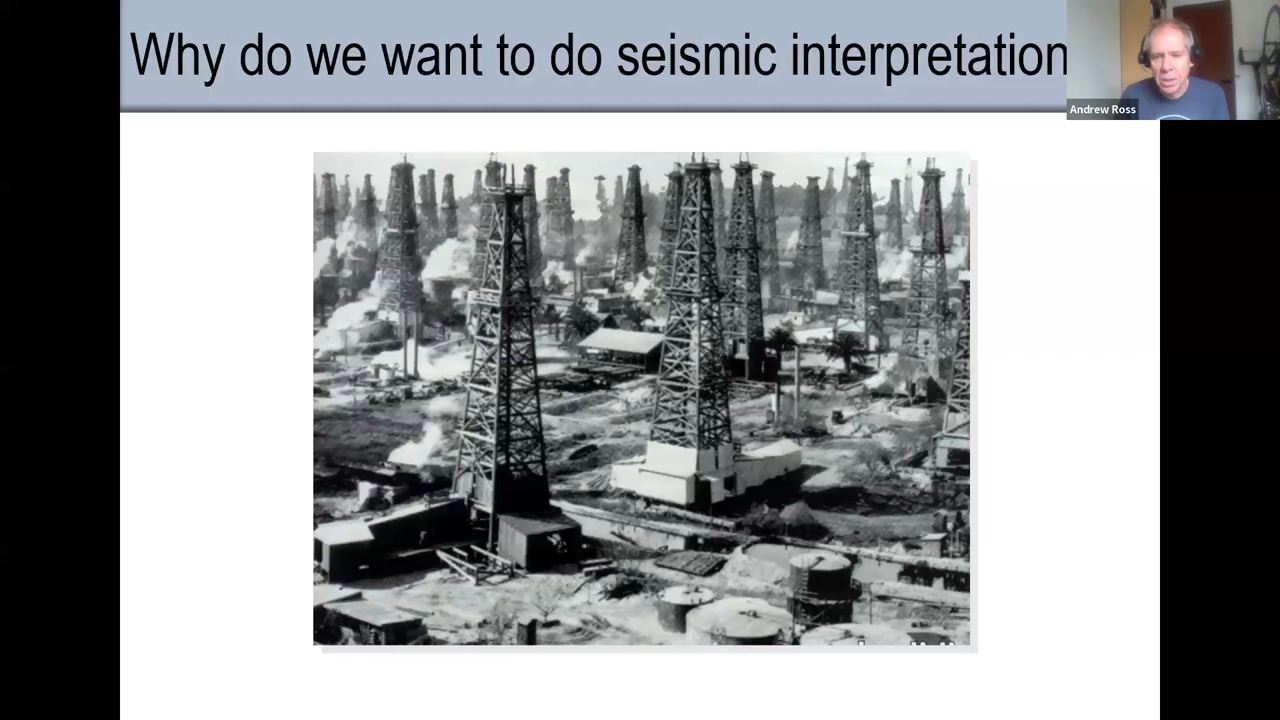 Why do we want to do seismic interpretation
Andrew Ross